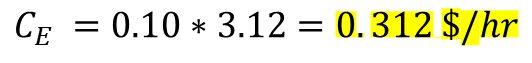 C_E = 0.10 * 3.12 = 0.312 $/hr